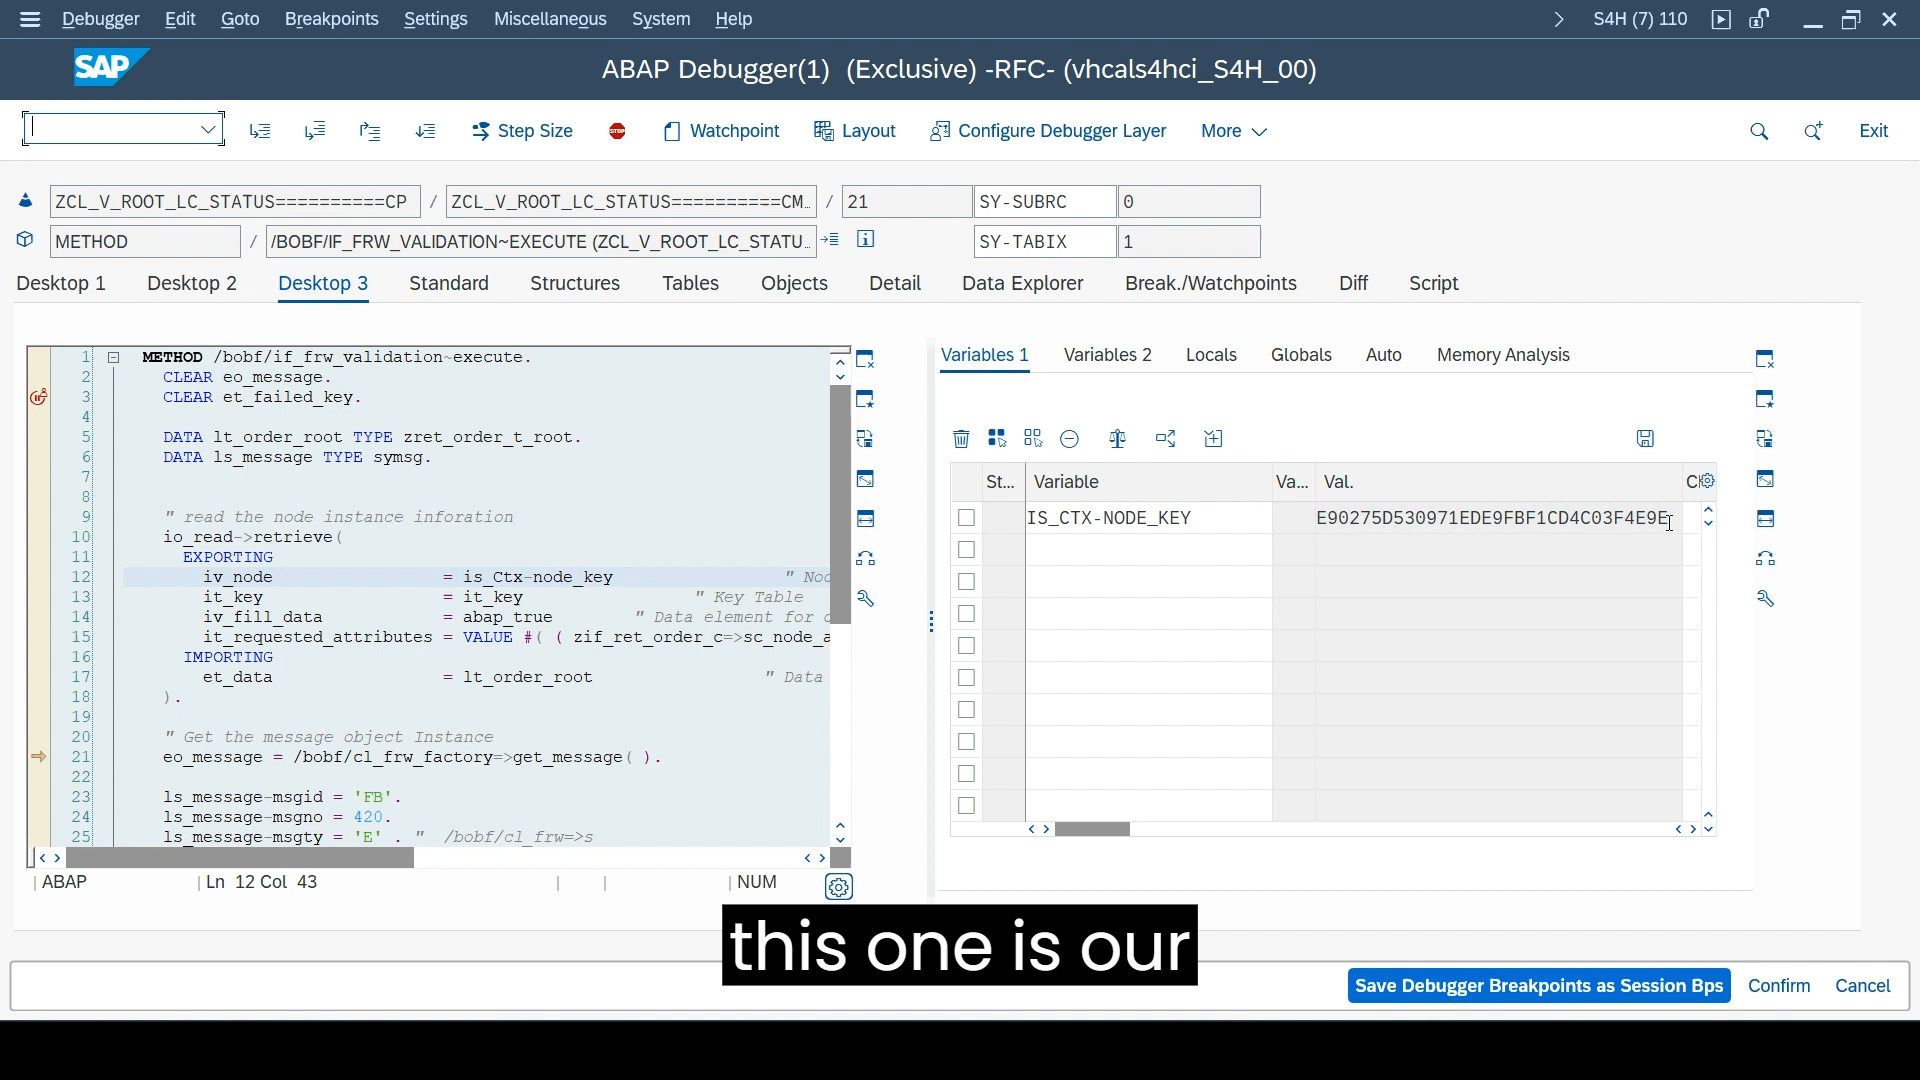 Debugger Edit Goto Breakpoints Settings Miscellaneous System Help S4H (7) 110
SAP ABAP Debugger(1) (Exclusive) -RFC- (vhcals4hci_S4H_00)
Step Size STOP Watchpoint Layout Configure Debugger Layer More Exit
ZCL_V_ROOT_LC_STATUS==========CP / ZCL_V_ROOT_LC_STATUS==========CM… / 21 SY-SUBRC 0
METHOD / /BOBF/IF_FRW_VALIDATION~EXECUTE (ZCL_V_ROOT_LC_STATU… SY-TABIX 1
Desktop 1 Desktop 2 Desktop 3 Standard Structures Tables Objects Detail Data Explorer Break./Watchpoints Diff Script
Variables 1 Variables 2 Locals Globals Auto Memory Analysis
1 METHOD /bobf/if_frw_validation~execute.
2 CLEAR eo_message.
3 CLEAR et_failed_key.
4
5 DATA lt_order_root TYPE zret_order_t_root.
6 DATA ls_message TYPE symsg.
7
8
9 " read the node instance inforation
10 io_read->retrieve(
11 EXPORTING
12 iv_node = is_Ctx-node_key " Noc
13 it_key = it_key " Key Table
14 iv_fill_data = abap_true " Data element for c
15 it_requested_attributes = VALUE #( ( zif_ret_order_c=>sc_node_a
16 IMPORTING
17 et_data = lt_order_root " Data
18 ).
19
20 " Get the message object Instance
21 eo_message = /bobf/cl_frw_factory=>get_message( ).
22
23 ls_message-msgid = 'FB'.
24 ls_message-msgno = 420.
25 ls_message-msgty = 'E' . " /bobf/cl_frw=>s
St... Variable Va... Val. C
IS_CTX-NODE_KEY E90275D530971EDE9FBF1CD4C03F4E9E
ABAP Ln 12 Col 43 NUM
this one is our
Save Debugger Breakpoints as Session Bps Confirm Cancel